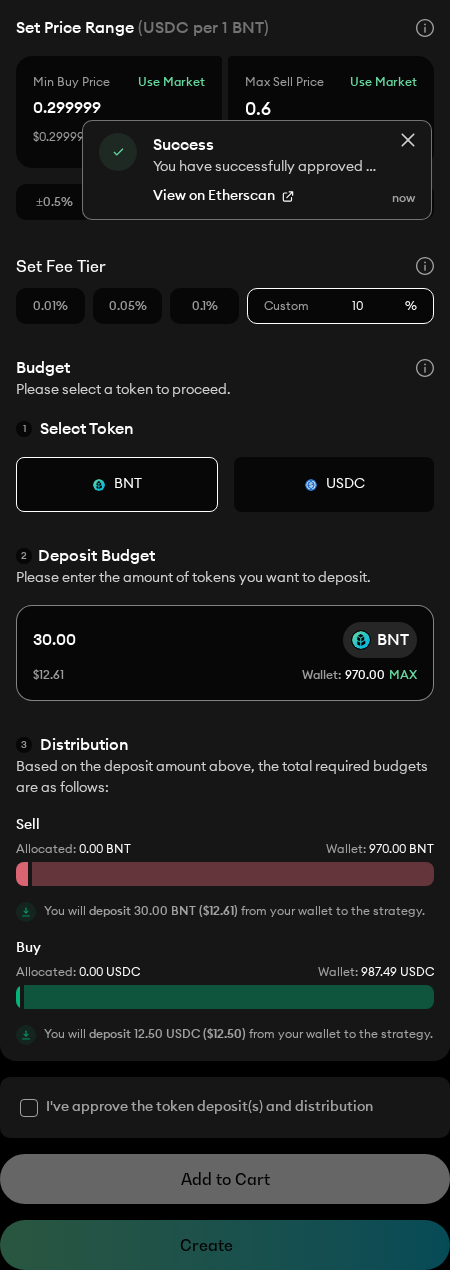 Set Price Range (USDC per 1 BNT)
Min Buy Price Use Market
Max Sell Price Use Market
0.299999
0.6
$0.29999
Success
You have successfully approved ...
View on Etherscan
now
±0.5%
Set Fee Tier
0.01% 0.05% 0.1% Custom 10 %
Budget
Please select a token to proceed.
1 Select Token
BNT USDC
2 Deposit Budget
Please enter the amount of tokens you want to deposit.
30.00 BNT
$12.61 Wallet: 970.00 MAX
3 Distribution
Based on the deposit amount above, the total required budgets
are as follows:
Sell
Allocated: 0.00 BNT Wallet: 970.00 BNT
You will deposit 30.00 BNT ($12.61) from your wallet to the strategy.
Buy
Allocated: 0.00 USDC Wallet: 987.49 USDC
You will deposit 12.50 USDC ($12.50) from your wallet to the strategy.
I've approve the token deposit(s) and distribution
Add to Cart
Create